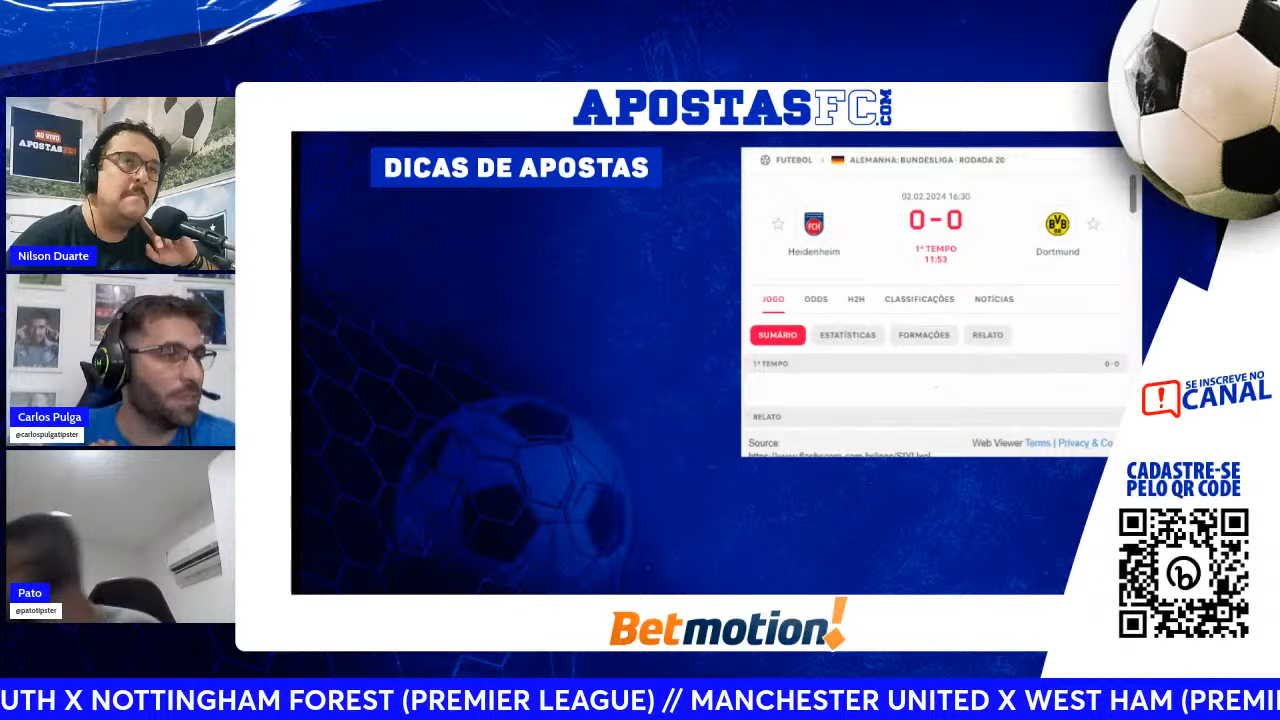 APOSTASFC.COM
DICAS DE APOSTAS
FUTEBOL › ALEMANHA: BUNDESLIGA - RODADA 20
02.02.2024 16:30
0 - 0
Heidenheim
1º TEMPO
11:53
Dortmund
JOGO ODDS H2H CLASSIFICAÇÕES NOTÍCIAS
SUMÁRIO ESTATÍSTICAS FORMAÇÕES RELATO
1º TEMPO 0 - 0
RELATO
Source: Web Viewer Terms | Privacy & Co
AO VIVO
APOSTASFC
Nilson Duarte
Carlos Pulga
@carlospulgatipster
Pato
@patotipster
SE INSCREVE NO
CANAL
CADASTRE-SE
PELO QR CODE
Betmotion!
UTH X NOTTINGHAM FOREST (PREMIER LEAGUE) // MANCHESTER UNITED X WEST HAM (PREMI